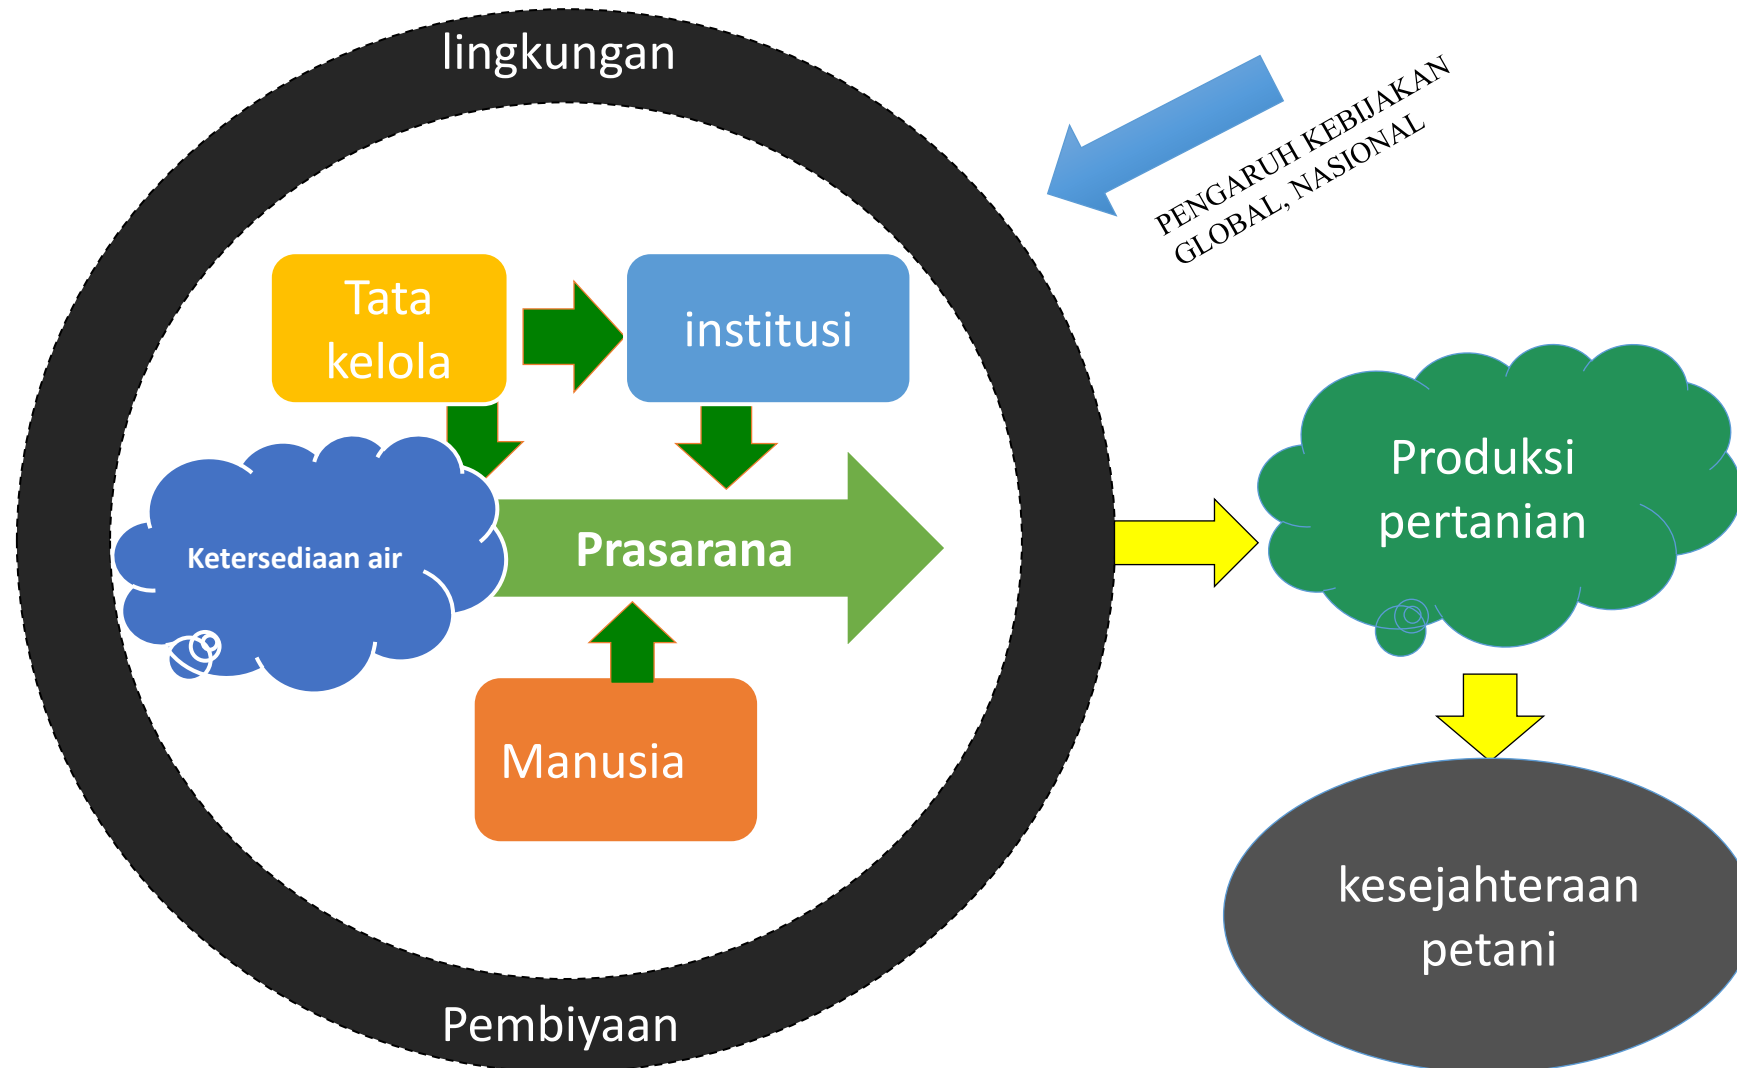 lingkungan
PENGARUH KEBIJAKAN
GLOBAL, NASIONAL
Tata
kelola
institusi
Ketersediaan air
Prasarana
Manusia
Pembiyaan
Produksi
pertanian
kesejahteraan
petani